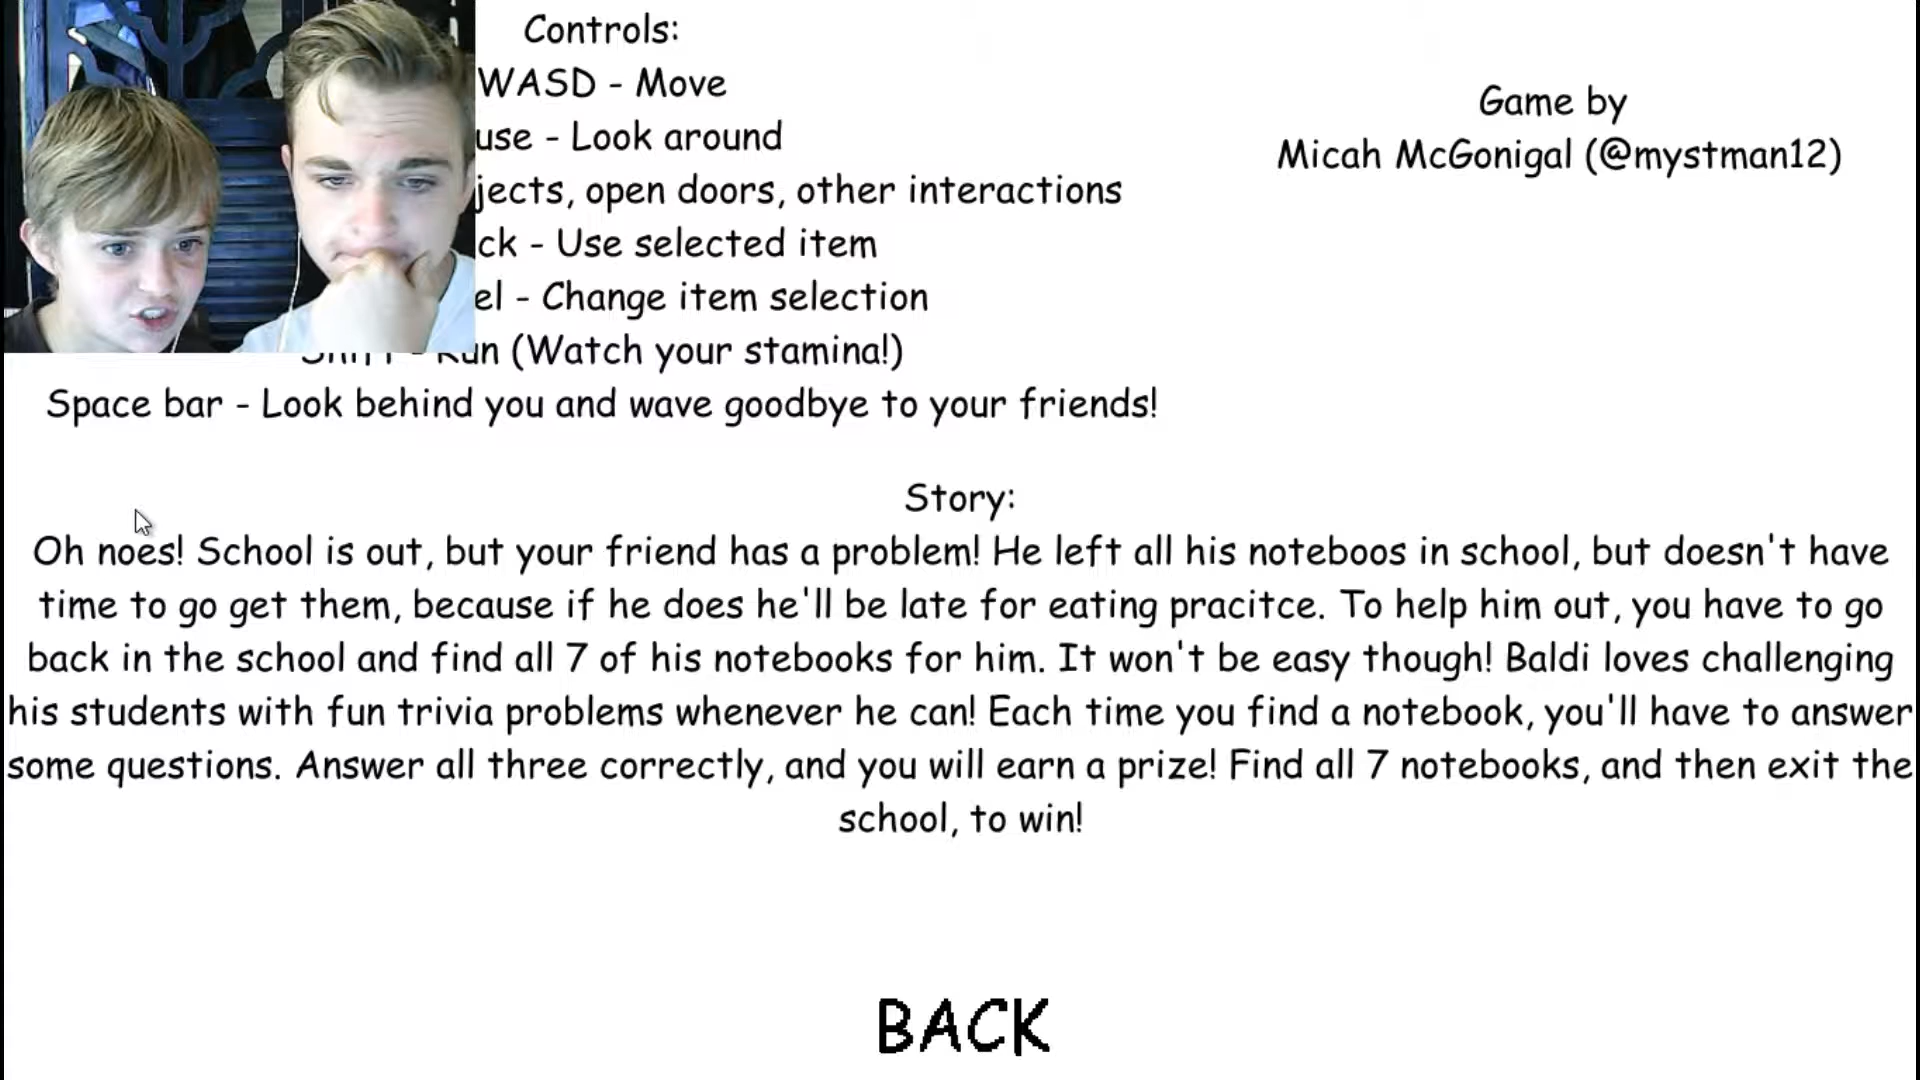 Controls:
WASD - Move
use - Look around
jects, open doors, other interactions
ck - Use selected item
el - Change item selection
Run (Watch your stamina!)
Space bar - Look behind you and wave goodbye to your friends!
Game by
Micah McGonigal (@mystman12)
Story:
Oh noes! School is out, but your friend has a problem! He left all his noteboos in school, but doesn't have
time to go get them, because if he does he'll be late for eating pracitce. To help him out, you have to go
back in the school and find all 7 of his notebooks for him. It won't be easy though! Baldi loves challenging
his students with fun trivia problems whenever he can! Each time you find a notebook, you'll have to answer
some questions. Answer all three correctly, and you will earn a prize! Find all 7 notebooks, and then exit the
school, to win!
BACK